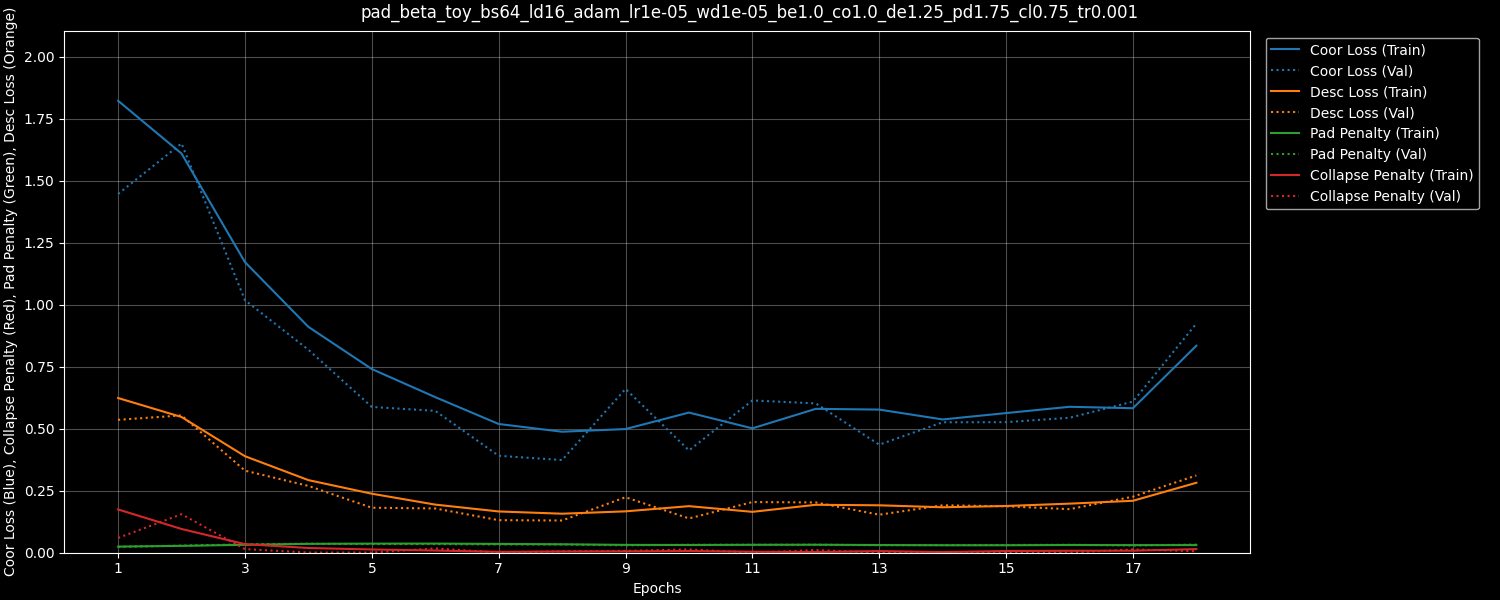 pad_beta_toy_bs64_ld16_adam_lr1e-05_wd1e-05_be1.0_co1.0_de1.25_pd1.75_cl0.75_tr0.001
Coor Loss (Blue), Collapse Penalty (Red), Pad Penalty (Green), Desc Loss (Orange)
2.00
1.75
1.50
1.25
1.00
0.75
0.50
0.25
0.00
1 3 5 7 9 11 13 15 17
Epochs
Coor Loss (Train)
Coor Loss (Val)
Desc Loss (Train)
Desc Loss (Val)
Pad Penalty (Train)
Pad Penalty (Val)
Collapse Penalty (Train)
Collapse Penalty (Val)